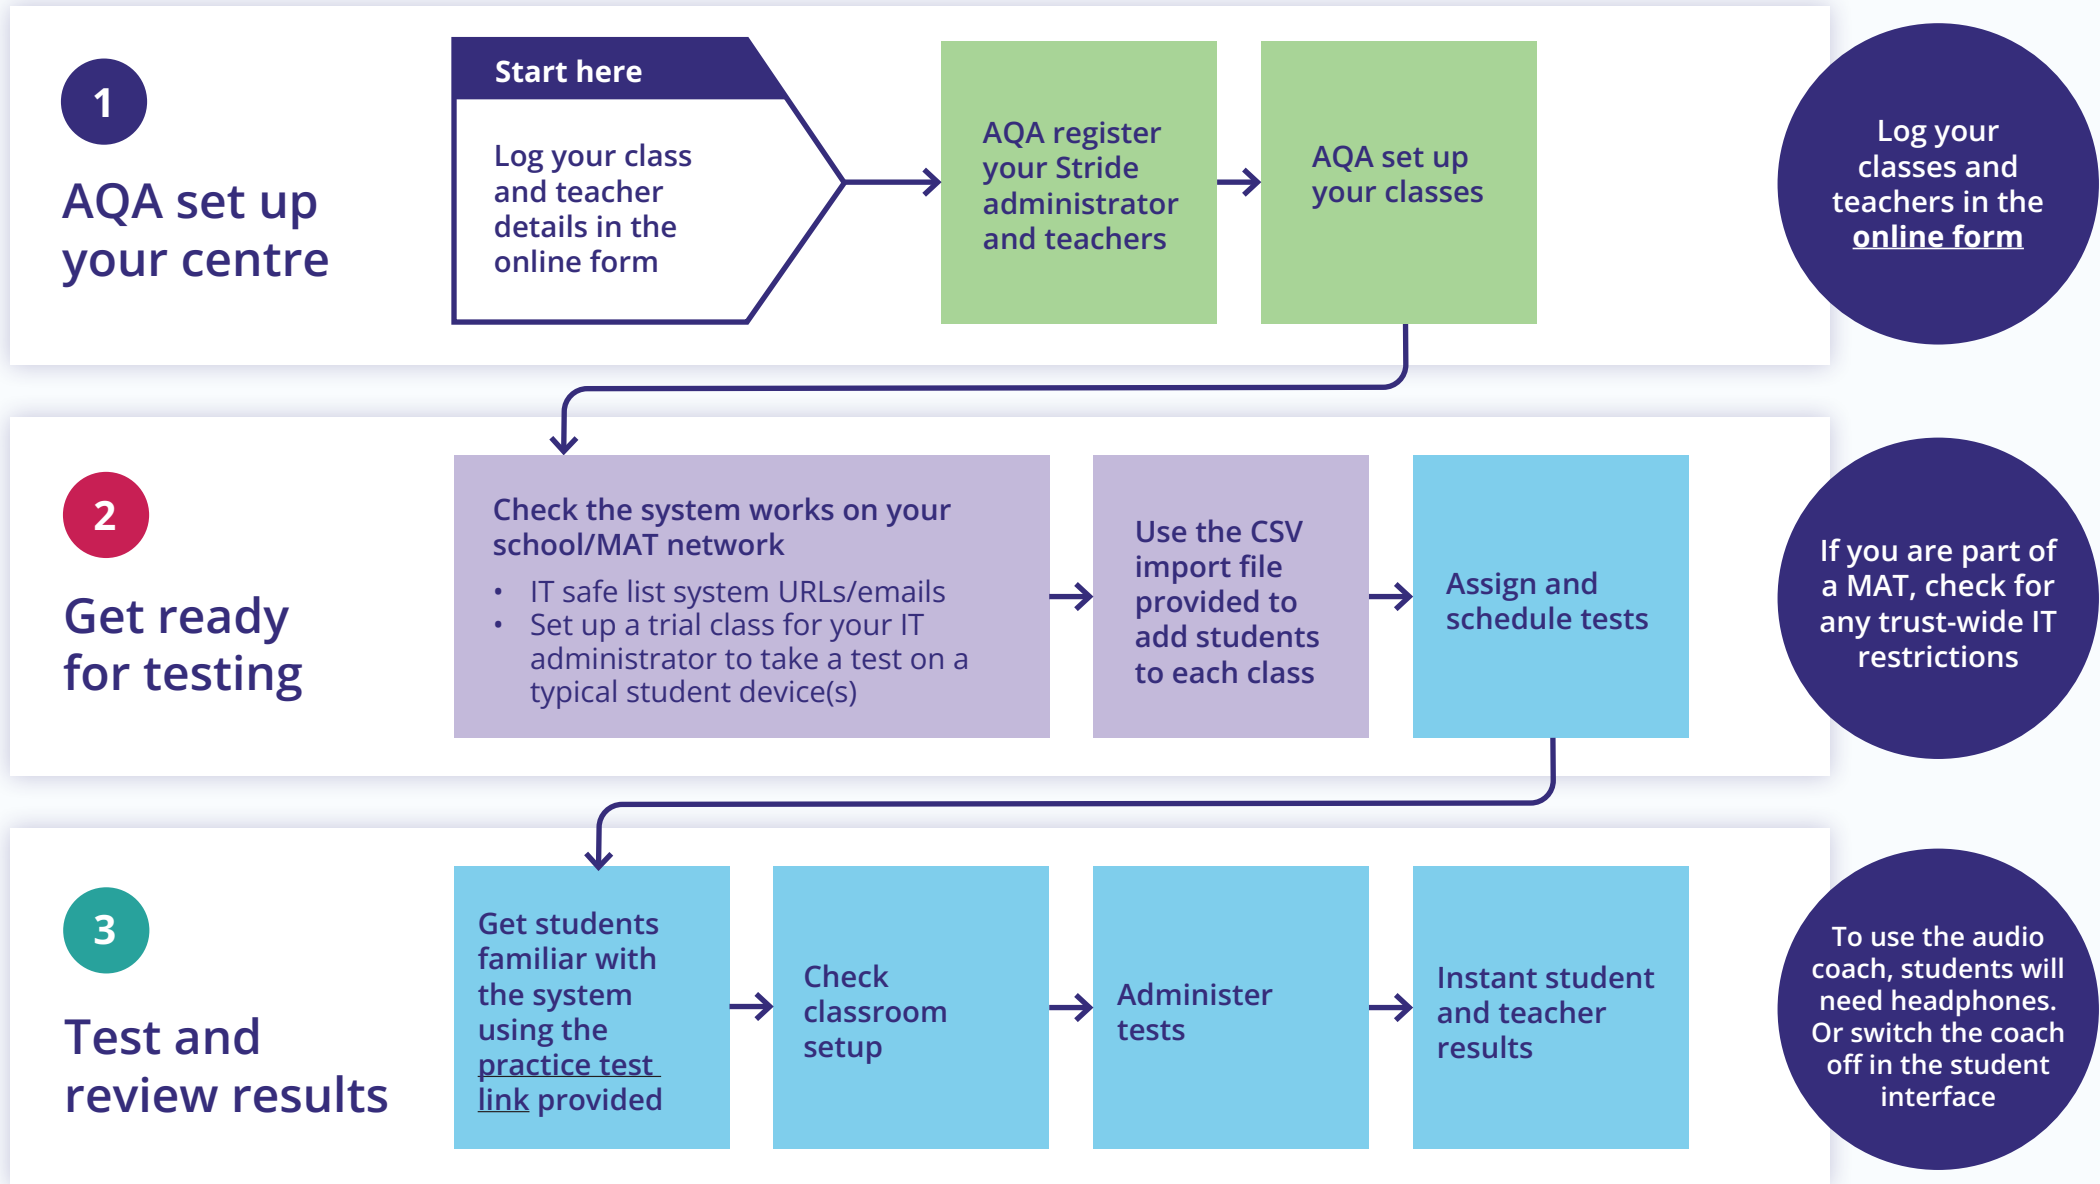 1
AQA set up
your centre
Start here
Log your class
and teacher
details in the
online form
AQA register
your Stride
administrator
and teachers
AQA set up
your classes
Log your
classes and
teachers in the
online form
2
Get ready
for testing
Check the system works on your
school/MAT network
• IT safe list system URLs/emails
• Set up a trial class for your IT
administrator to take a test on a
typical student device(s)
Use the CSV
import file
provided to
add students
to each class
Assign and
schedule tests
If you are part of
a MAT, check for
any trust-wide IT
restrictions
3
Test and
review results
Get students
familiar with
the system
using the
practice test
link provided
Check
classroom
setup
Administer
tests
Instant student
and teacher
results
To use the audio
coach, students will
need headphones.
Or switch the coach
off in the student
interface